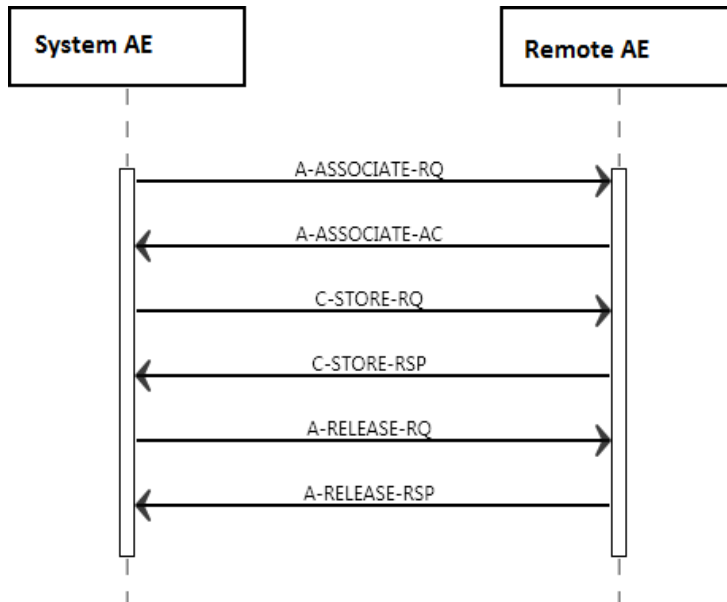 System AE
Remote AE
A-ASSOCIATE-RQ
A-ASSOCIATE-AC
C-STORE-RQ
C-STORE-RSP
A-RELEASE-RQ
A-RELEASE-RSP